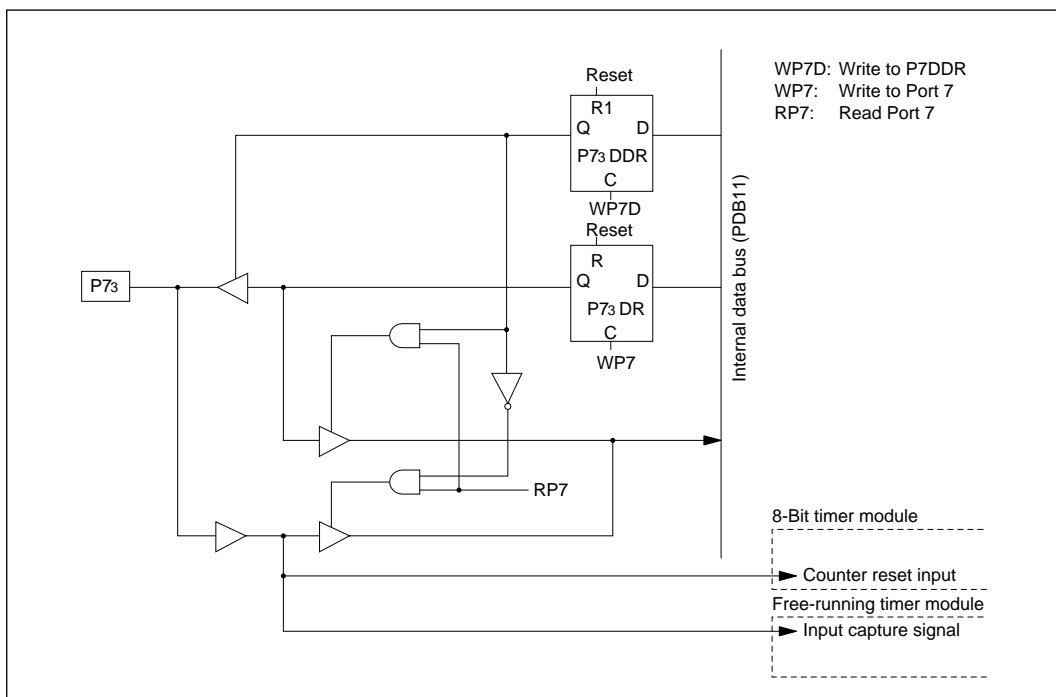 Reset
R1
Q D
P73 DDR
C
WP7D
Reset
R
Q D
P73 DR
C
WP7
P73
RP7
Internal data bus (PDB11)
WP7D: Write to P7DDR
WP7: Write to Port 7
RP7: Read Port 7
8-Bit timer module
Counter reset input
Free-running timer module
Input capture signal